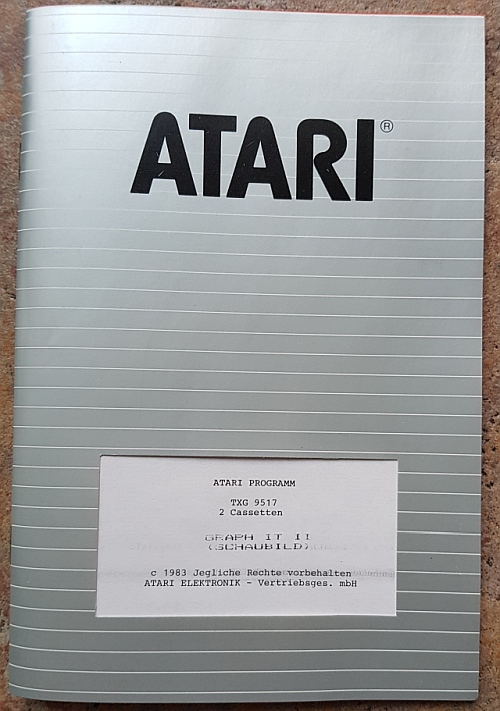 ATARI®
ATARI PROGRAMM
TXG 9517
2 Cassetten
GRAPH IT II
(SCHAUBILD)
c 1983 Jegliche Rechte vorbehalten
ATARI ELEKTRONIK - Vertriebsges. mbH